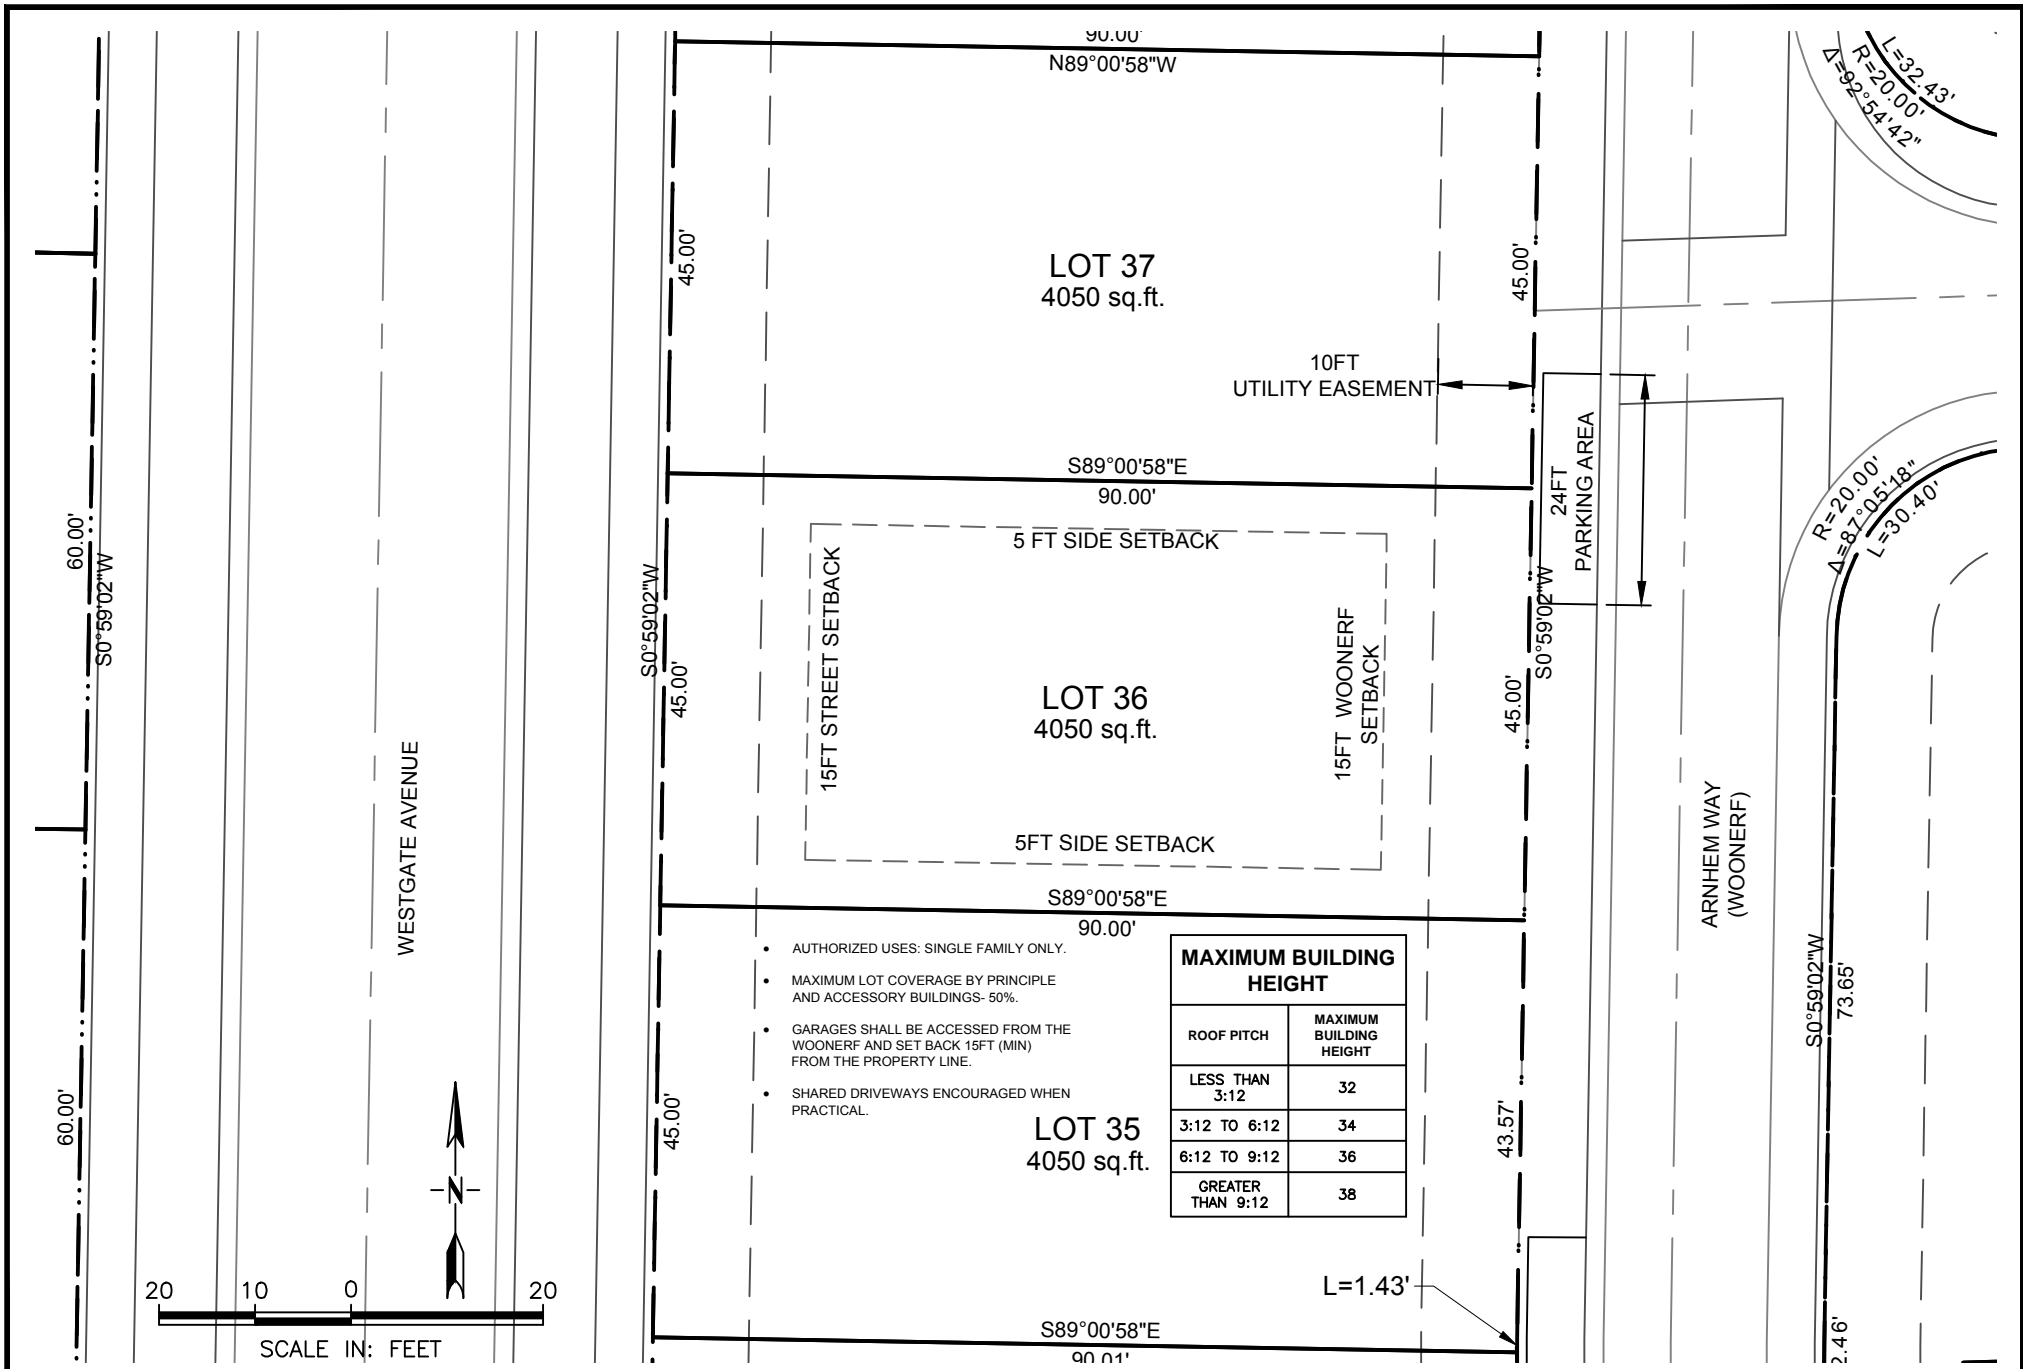 90.00'
N89°00'58"W
L=32.43'
R=20.00'
Δ=92°54'42"
LOT 37
4050 sq.ft.
45.00'
45.00'
10FT
UTILITY EASEMENT
24FT
PARKING AREA
S89°00'58"E
90.00'
R=20.00'
Δ=87°05'18"
L=30.40'
60.00'
S0°59'02"W
S0°59'02"W
45.00'
5 FT SIDE SETBACK
15FT STREET SETBACK
15FT WOONERF
SETBACK
LOT 36
4050 sq.ft.
5FT SIDE SETBACK
45.00'
S0°59'02"W
WESTGATE AVENUE
ARNHEM WAY
(WOONERF)
S89°00'58"E
90.00'
• AUTHORIZED USES: SINGLE FAMILY ONLY.
• MAXIMUM LOT COVERAGE BY PRINCIPLE
AND ACCESSORY BUILDINGS- 50%.
• GARAGES SHALL BE ACCESSED FROM THE
WOONERF AND SET BACK 15FT (MIN)
FROM THE PROPERTY LINE.
• SHARED DRIVEWAYS ENCOURAGED WHEN
PRACTICAL.
MAXIMUM BUILDING
HEIGHT
ROOF PITCH
MAXIMUM
BUILDING
HEIGHT
LESS THAN
3:12
32
3:12 TO 6:12
34
6:12 TO 9:12
36
GREATER
THAN 9:12
38
S0°59'02"W
73.65'
60.00'
45.00'
LOT 35
4050 sq.ft.
43.57'
N
20 10 0 20
SCALE IN: FEET
L=1.43'
S89°00'58"E
90.01'
2.46'